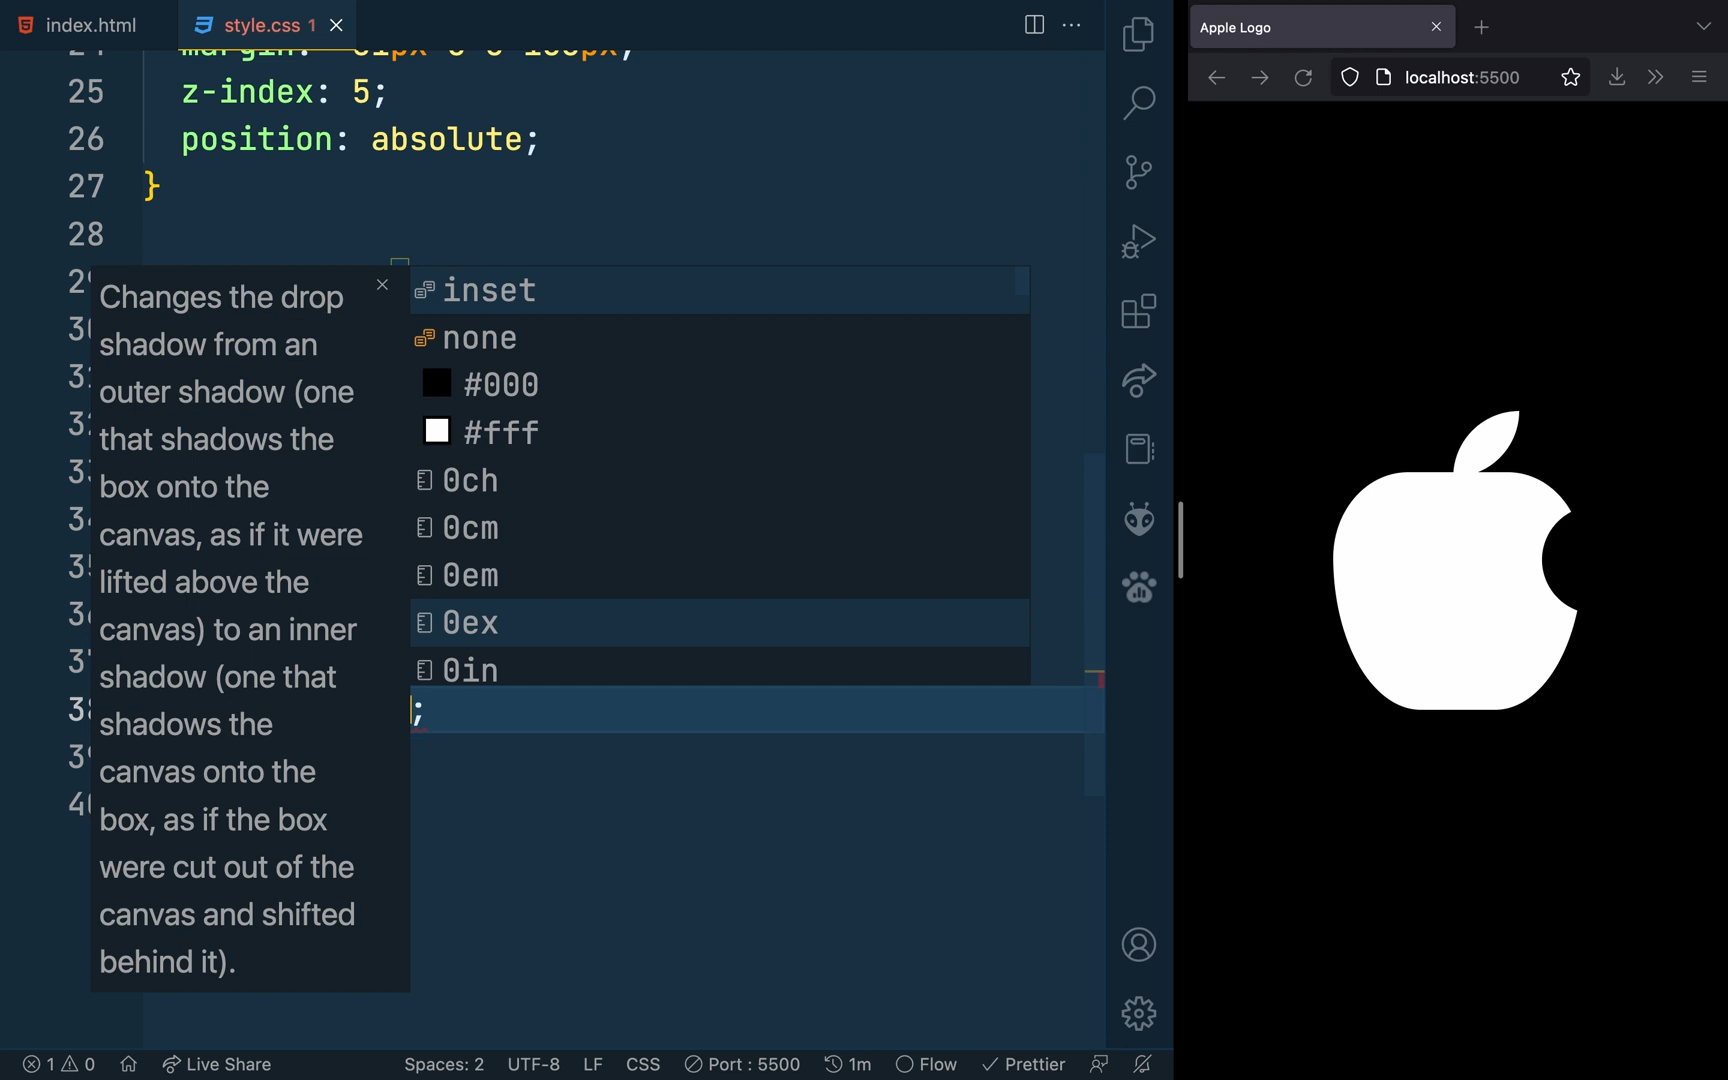 index.html
style.css 1
Apple Logo
localhost:5500
25 z-index: 5;
26 position: absolute;
27 }
28
Changes the drop
shadow from an
outer shadow (one
that shadows the
box onto the
canvas, as if it were
lifted above the
canvas) to an inner
shadow (one that
shadows the
canvas onto the
box, as if the box
were cut out of the
canvas and shifted
behind it).
inset
none
#000
#fff
0ch
0cm
0em
0ex
0in
;
1 0 Live Share Spaces: 2 UTF-8 LF CSS Port : 5500 1m Flow Prettier